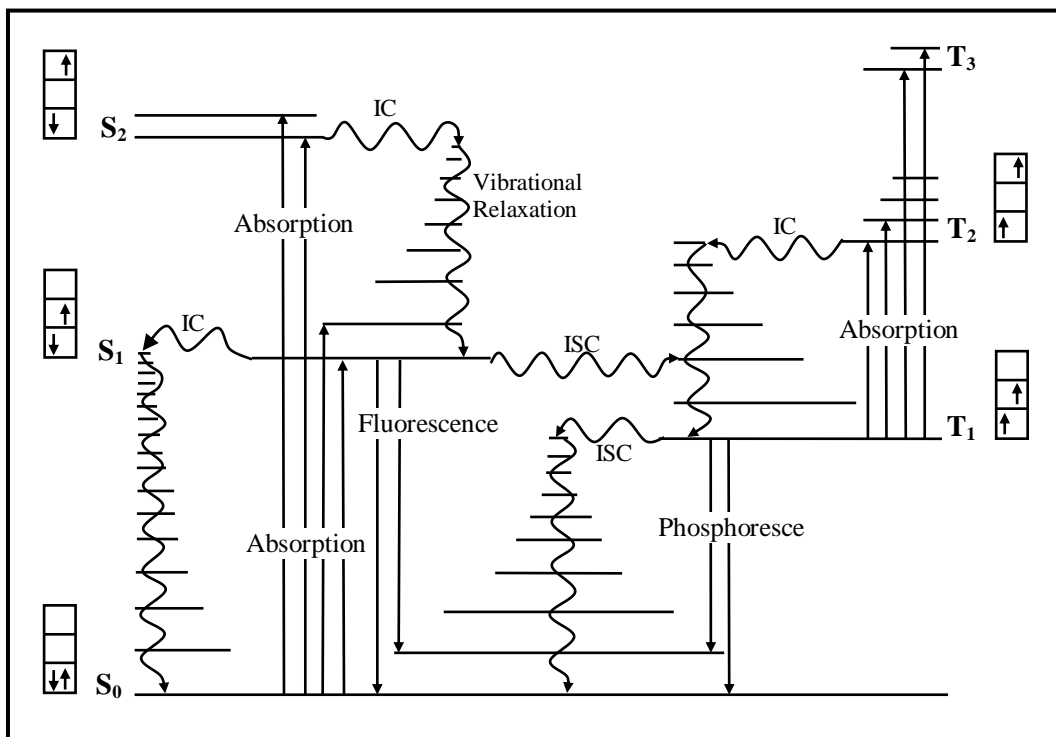 T3
IC
S2
Vibrational
Relaxation
Absorption
IC
T2
IC
Absorption
S1
ISC
Fluorescence
T1
ISC
Phosphoresce
Absorption
S0